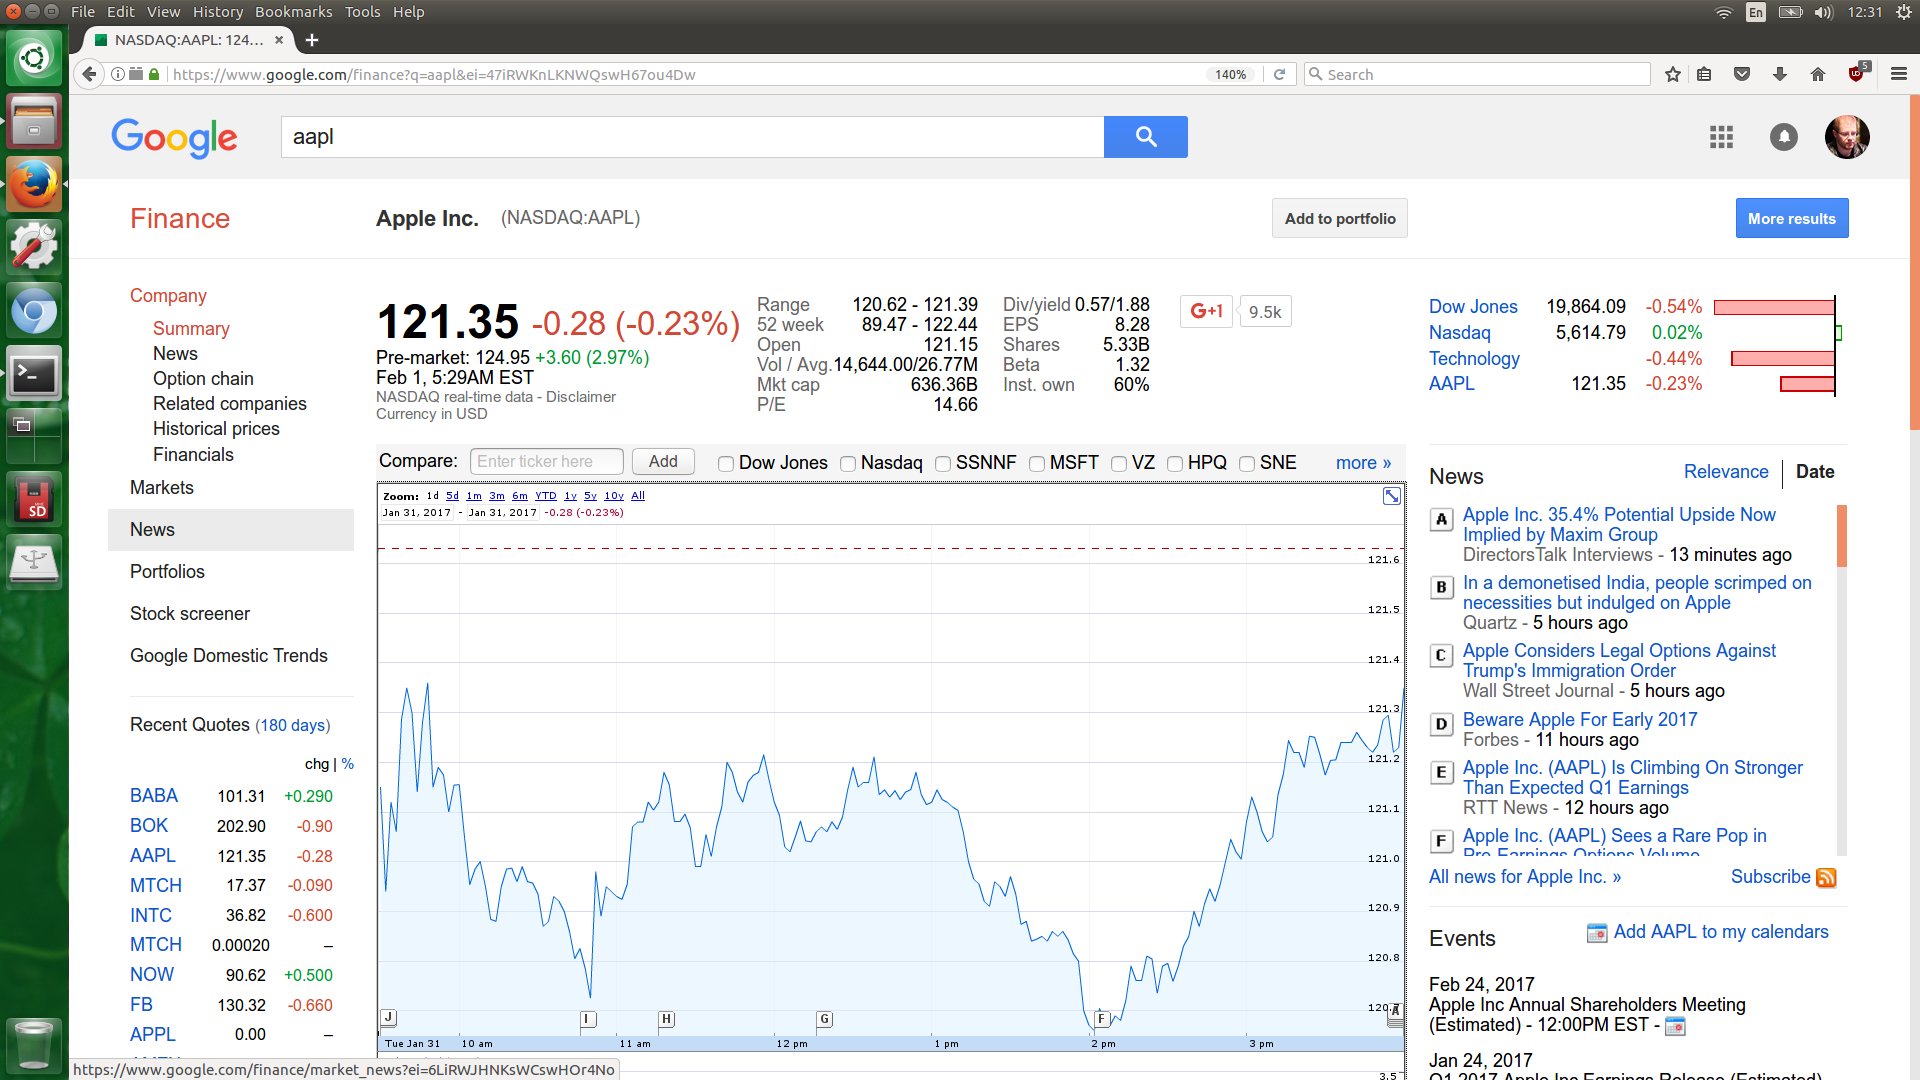 File Edit View History Bookmarks Tools Help
En
12:31
NASDAQ:AAPL: 124...
https://www.google.com/finance?q=aapl&ei=47iRWKnLKNWQswH67ou4Dw
140%
Search
5
Google
aapl
Finance
Apple Inc. (NASDAQ:AAPL)
Add to portfolio
More results
Company
Summary
News
Option chain
Related companies
Historical prices
Financials
Markets
News
Portfolios
Stock screener
Google Domestic Trends
Recent Quotes (180 days)
chg | %
BABA 101.31 +0.290
BOK 202.90 -0.90
AAPL 121.35 -0.28
MTCH 17.37 -0.090
INTC 36.82 -0.600
MTCH 0.00020 –
NOW 90.62 +0.500
FB 130.32 -0.660
APPL 0.00 –
121.35 -0.28 (-0.23%)
Pre-market: 124.95 +3.60 (2.97%)
Feb 1, 5:29AM EST
NASDAQ real-time data - Disclaimer
Currency in USD
Range 120.62 - 121.39
52 week 89.47 - 122.44
Open 121.15
Vol / Avg. 14,644.00/26.77M
Mkt cap 636.36B
P/E 14.66
Div/yield 0.57/1.88
EPS 8.28
Shares 5.33B
Beta 1.32
Inst. own 60%
G+1 9.5k
Dow Jones 19,864.09 -0.54%
Nasdaq 5,614.79 0.02%
Technology -0.44%
AAPL 121.35 -0.23%
Compare: Enter ticker here Add Dow Jones Nasdaq SSNNF MSFT VZ HPQ SNE more »
Zoom: 1d 5d 1m 3m 6m YTD 1y 5y 10y All
Jan 31, 2017 - Jan 31, 2017 -0.28 (-0.23%)
121.6
121.5
121.4
121.3
121.2
121.1
121.0
120.9
120.8
J I H G F A
Tue Jan 31 10 am 11 am 12 pm 1 pm 2 pm 3 pm
3.5
News Relevance Date
A Apple Inc. 35.4% Potential Upside Now
Implied by Maxim Group
DirectorsTalk Interviews - 13 minutes ago
B In a demonetised India, people scrimped on
necessities but indulged on Apple
Quartz - 5 hours ago
C Apple Considers Legal Options Against
Trump's Immigration Order
Wall Street Journal - 5 hours ago
D Beware Apple For Early 2017
Forbes - 11 hours ago
E Apple Inc. (AAPL) Is Climbing On Stronger
Than Expected Q1 Earnings
RTT News - 12 hours ago
F Apple Inc. (AAPL) Sees a Rare Pop in
Pre-Earnings Options Volume
All news for Apple Inc. » Subscribe
Events Add AAPL to my calendars
Feb 24, 2017
Apple Inc Annual Shareholders Meeting
(Estimated) - 12:00PM EST -
Jan 24, 2017
Q1 2017 Apple Inc Earnings Release (Estimated)
SD
https://www.google.com/finance/market_news?ei=6LiRWJHNKsWCswHOr4No